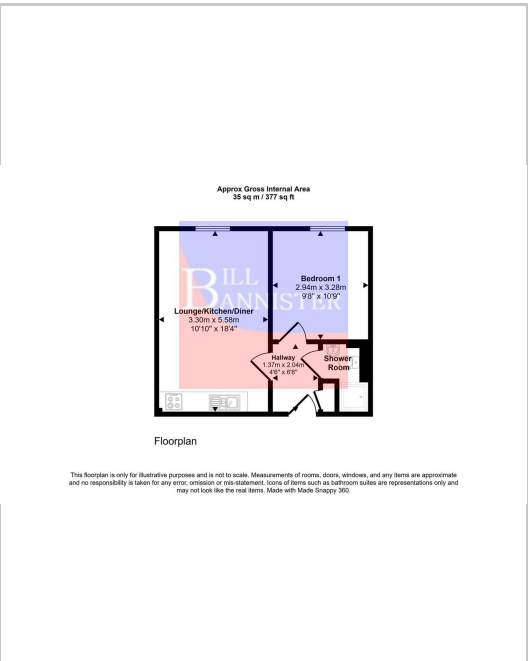 Approx Gross Internal Area
35 sq m / 377 sq ft
BILL
BANNISTER
Bedroom 1
2.94m x 3.28m
9'8" x 10'9"
Lounge/Kitchen/Diner
3.30m x 5.58m
10'10" x 18'4"
Hallway
1.37m x 2.04m
4'6" x 6'8"
Shower
Room
Floorplan
This floorplan is only for illustrative purposes and is not to scale. Measurements of rooms, doors, windows, and any items are approximate
and no responsibility is taken for any error, omission or mis-statement. Icons of items such as bathroom suites are representations only and
may not look like the real items. Made with Made Snappy 360.